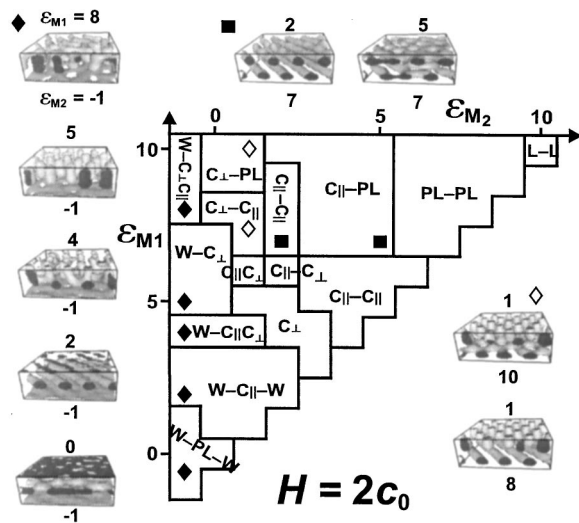 εM1 = 8
2
5
εM2 = -1
7
7
0
5
εM2
10
5
10
W–C⊥C||
C⊥–PL
C||–C||
C||–PL
PL–PL
L–L
-1
C⊥–C||
εM1
4
W–C⊥
C||C⊥
C||–C⊥
C||–C||
5
1
-1
C⊥
W–C||C⊥
2
10
W–C||–W
-1
1
0
0
W–PL–W
H = 2c0
8
-1